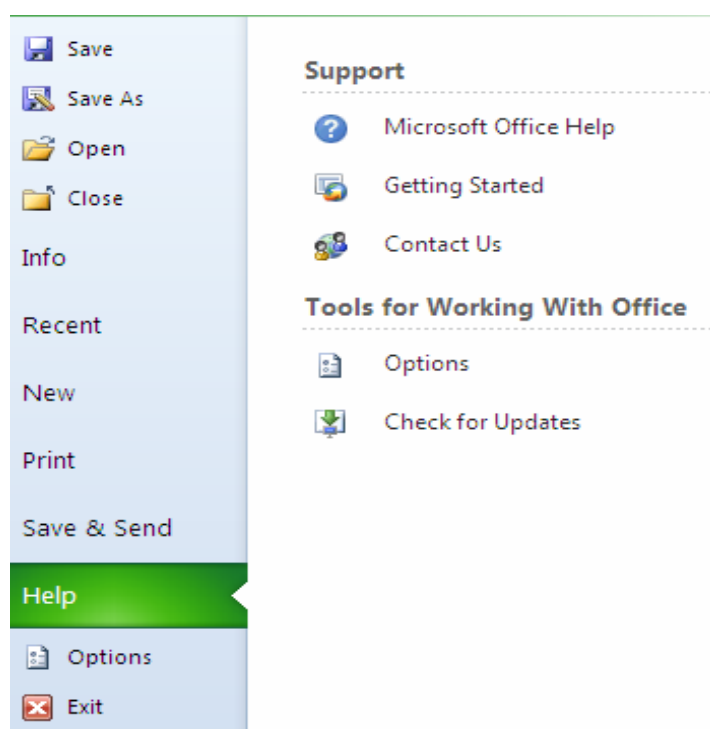 Save
Save As
Open
Close
Info
Recent
New
Print
Save & Send
Help
Options
Exit
Support
Microsoft Office Help
Getting Started
Contact Us
Tools for Working With Office
Options
Check for Updates